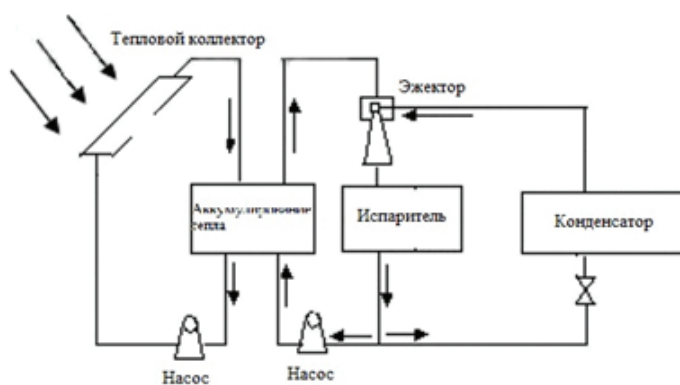 Тепловой коллектор
Эжектор
Аккумулирование
тепла
Испаритель
Конденсатор
Насос
Насос